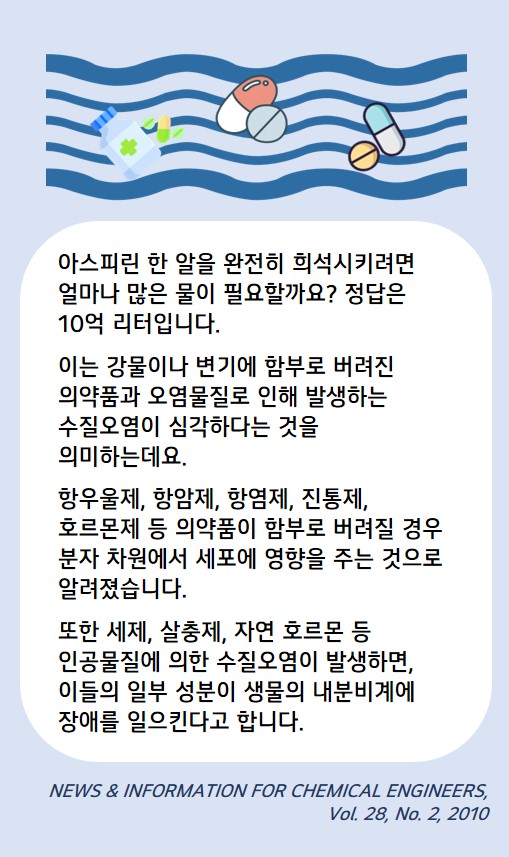 아스피린 한 알을 완전히 희석시키려면
얼마나 많은 물이 필요할까요? 정답은
10억 리터입니다.
이는 강물이나 변기에 함부로 버려진
의약품과 오염물질로 인해 발생하는
수질오염이 심각하다는 것을
의미하는데요.
항우울제, 항암제, 항염제, 진통제,
호르몬제 등 의약품이 함부로 버려질 경우
분자 차원에서 세포에 영향을 주는 것으로
알려졌습니다.
또한 세제, 살충제, 자연 호르몬 등
인공물질에 의한 수질오염이 발생하면,
이들의 일부 성분이 생물의 내분비계에
장애를 일으킨다고 합니다.
NEWS & INFORMATION FOR CHEMICAL ENGINEERS,
Vol. 28, No. 2, 2010